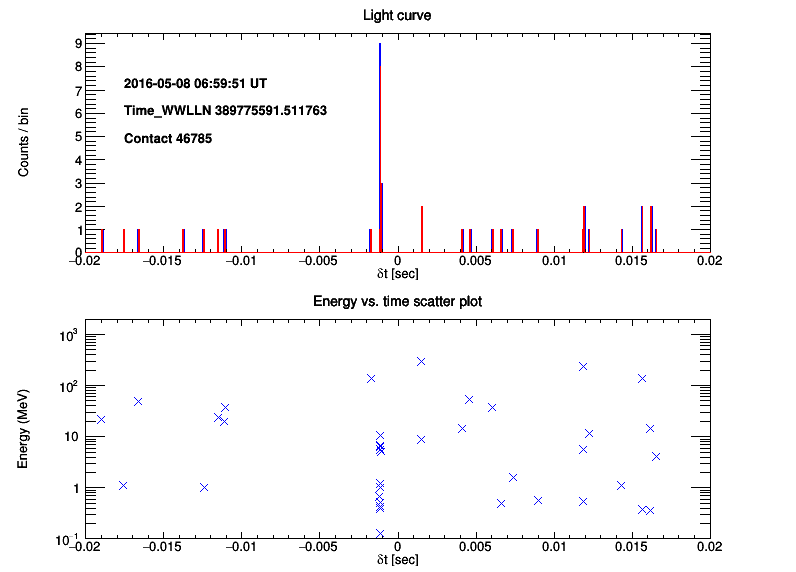 Light curve
Counts / bin
9
8
7
6
5
4
3
2
1
0
2016-05-08 06:59:51 UT
Time_WWLLN 389775591.511763
Contact 46785
−0.02 −0.015 −0.01 −0.005 0 0.005 0.01 0.015 0.02
δt [sec]
Energy vs. time scatter plot
Energy (MeV)
10³
10²
10
1
10⁻¹
−0.02 −0.015 −0.01 −0.005 0 0.005 0.01 0.015 0.02
δt [sec]